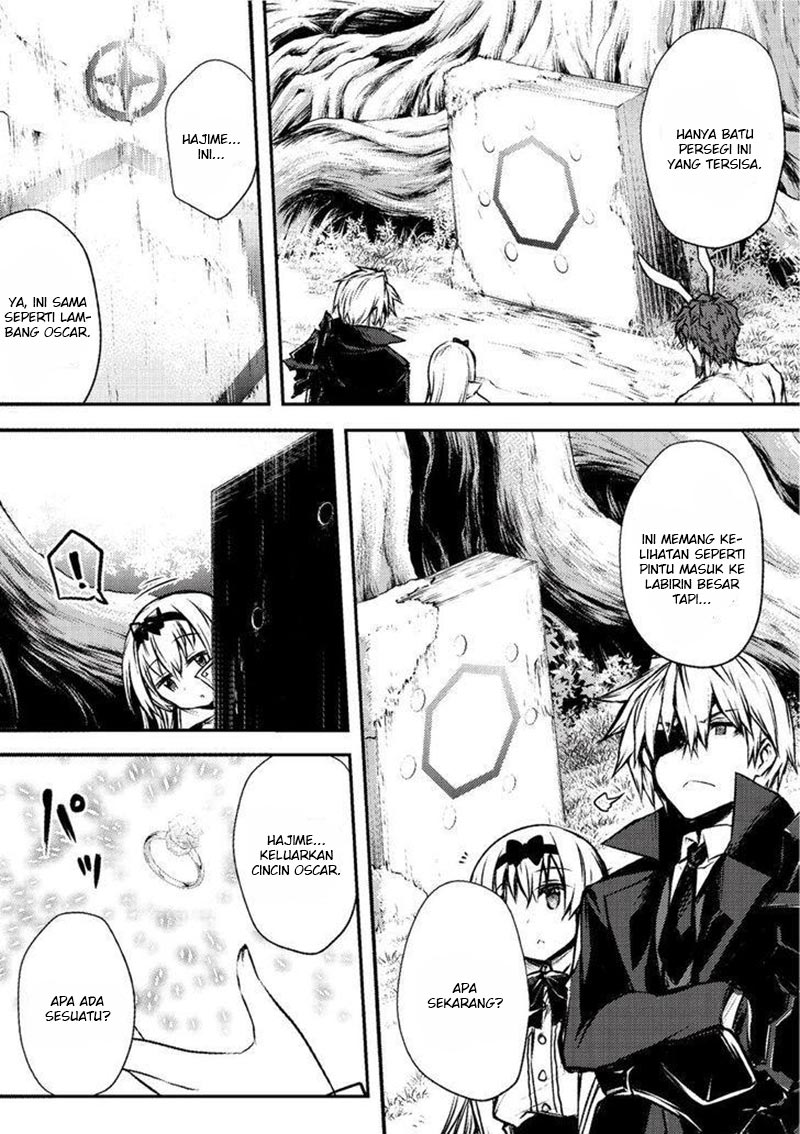 HANYA BATU
PERSEGI INI
YANG TERSISA.
HAJIME...
INI...
YA, INI SAMA
SEPERTI LAM-
BANG OSCAR.
INI MEMANG KE-
LIHATAN SEPERTI
PINTU MASUK KE
LABIRIN BESAR
TAPI...
APA
SEKARANG?
!
HAJIME...
KELUARKAN
CINCIN OSCAR.
パッ
APA ADA
SESUATU?